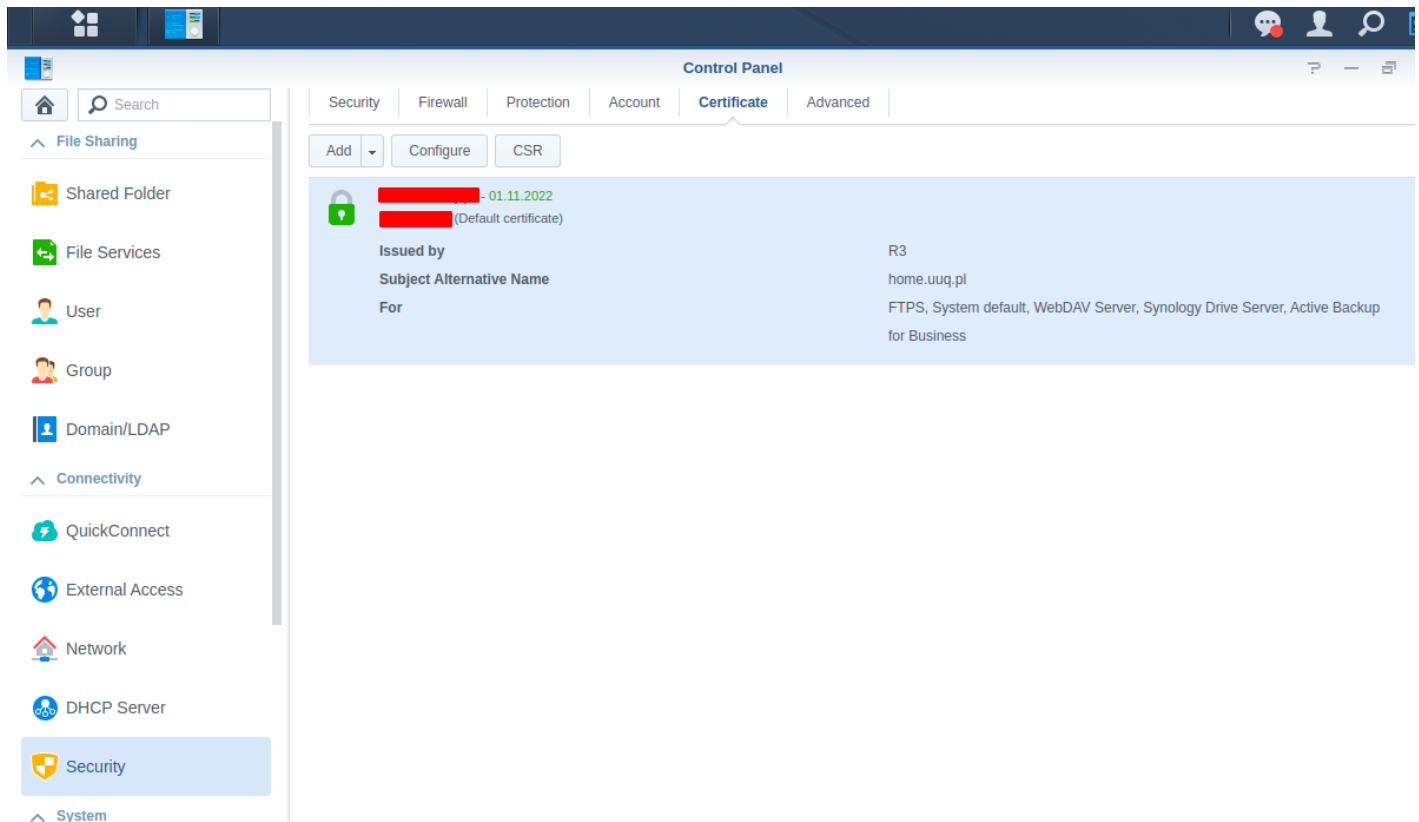 Control Panel
Search
Security Firewall Protection Account Certificate Advanced
File Sharing
Add Configure CSR
Shared Folder
- 01.11.2022
(Default certificate)
File Services
Issued by R3
Subject Alternative Name home.uuq.pl
User
For FTPS, System default, WebDAV Server, Synology Drive Server, Active Backup
for Business
Group
Domain/LDAP
Connectivity
QuickConnect
External Access
Network
DHCP Server
Security
System